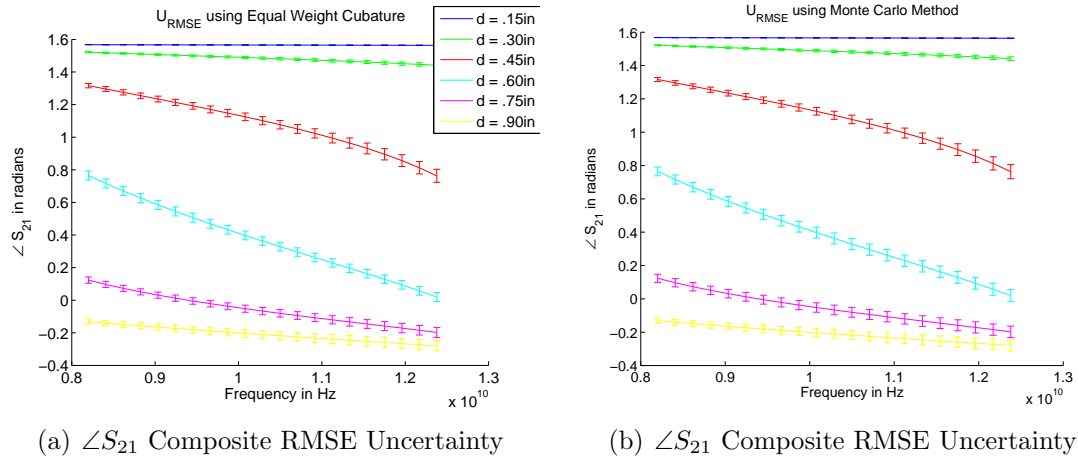 U_RMSE using Equal Weight Cubature
d = .15in
d = .30in
d = .45in
d = .60in
d = .75in
d = .90in
1.6
1.4
1.2
1
0.8
0.6
0.4
0.2
0
−0.2
−0.4
∠ S_21 in radians
0.8
0.9
1
1.1
1.2
1.3
Frequency in Hz
x 10^10
(a) ∠S_21 Composite RMSE Uncertainty
U_RMSE using Monte Carlo Method
1.6
1.4
1.2
1
0.8
0.6
0.4
0.2
0
−0.2
−0.4
∠ S_21 in radians
0.8
0.9
1
1.1
1.2
1.3
Frequency in Hz
x 10^10
(b) ∠S_21 Composite RMSE Uncertainty